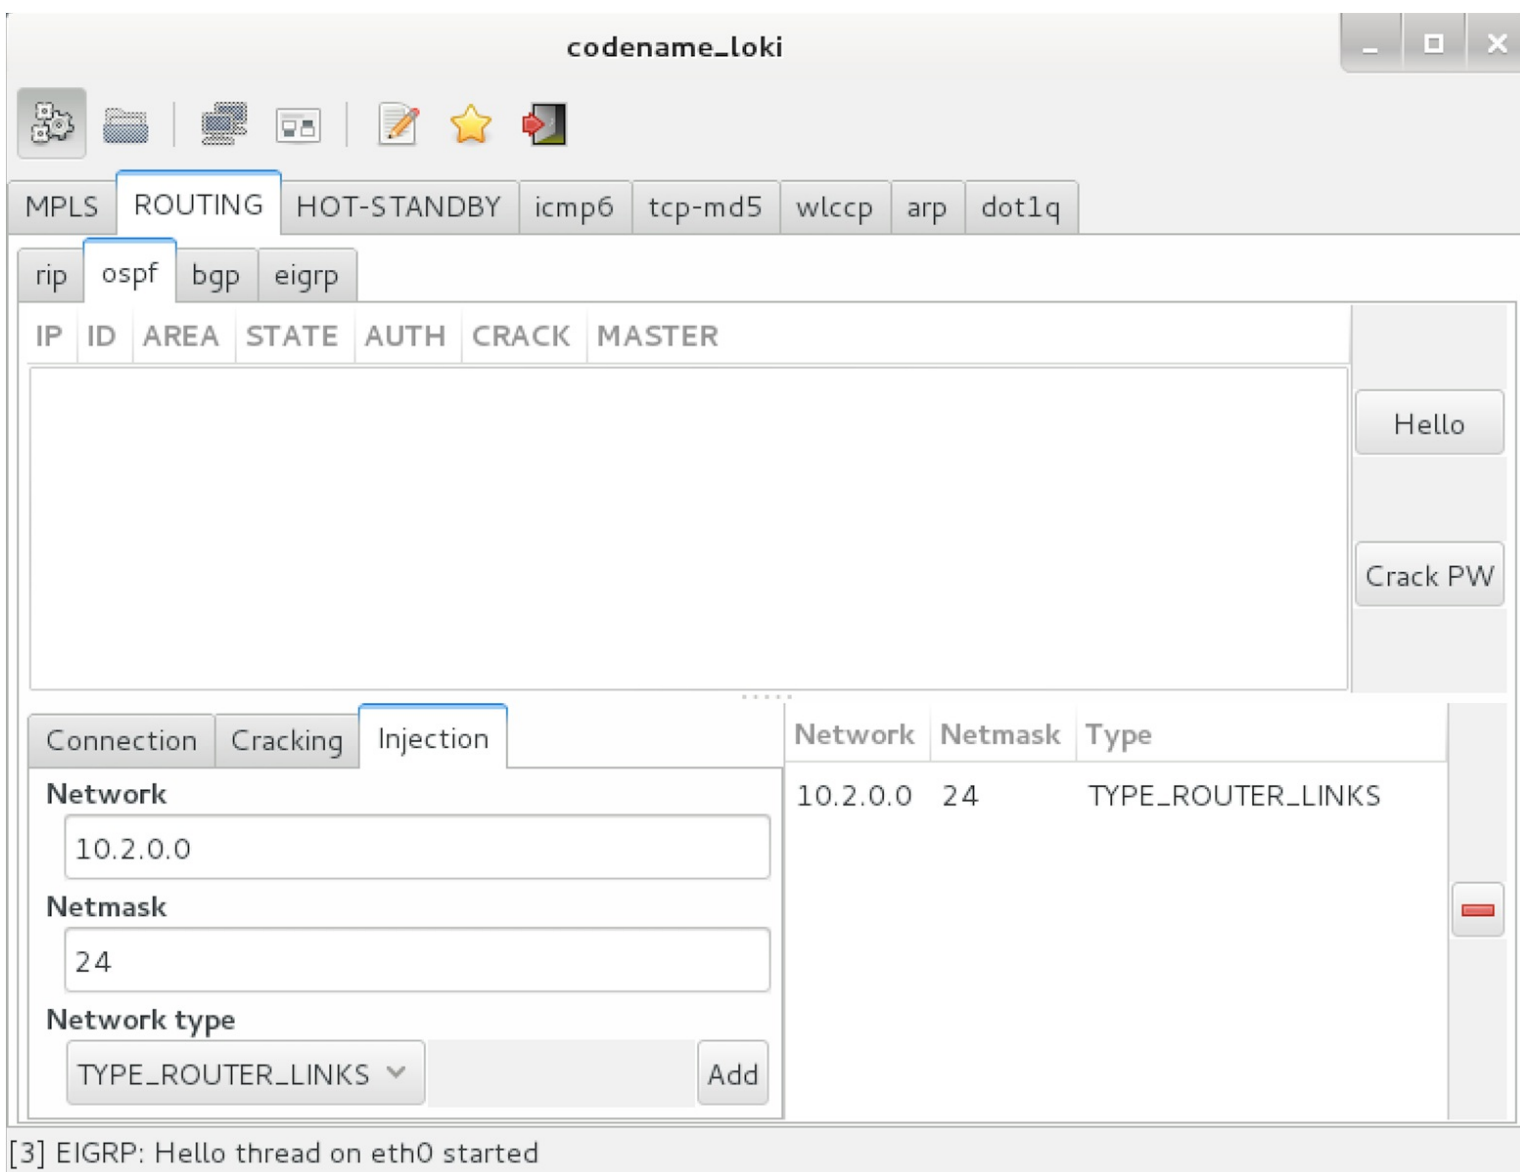 codename_loki
MPLS ROUTING HOT-STANDBY icmp6 tcp-md5 wlccp arp dot1q
rip ospf bgp eigrp
IP ID AREA STATE AUTH CRACK MASTER
Hello
Crack PW
Connection Cracking Injection
Network
10.2.0.0
Netmask
24
Network type
TYPE_ROUTER_LINKS Add
Network Netmask Type
10.2.0.0 24 TYPE_ROUTER_LINKS
[3] EIGRP: Hello thread on eth0 started